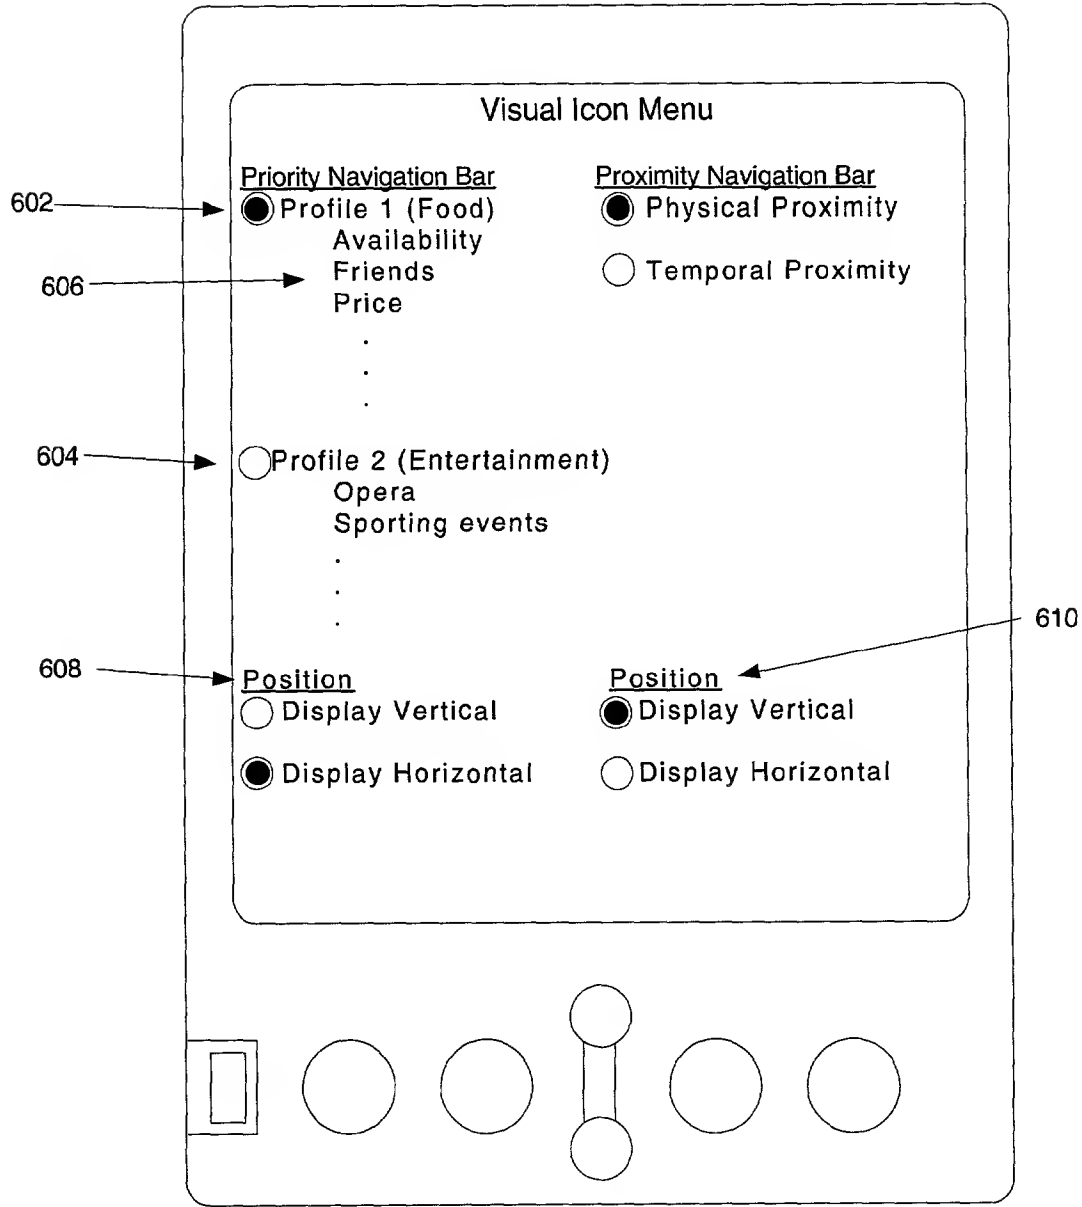 Visual Icon Menu
Priority Navigation Bar
Proximity Navigation Bar
602
Profile 1 (Food)
Physical Proximity
Availability
606
Friends
Temporal Proximity
Price
.
.
.
604
Profile 2 (Entertainment)
Opera
Sporting events
.
.
.
610
608
Position
Position
Display Vertical
Display Vertical
Display Horizontal
Display Horizontal